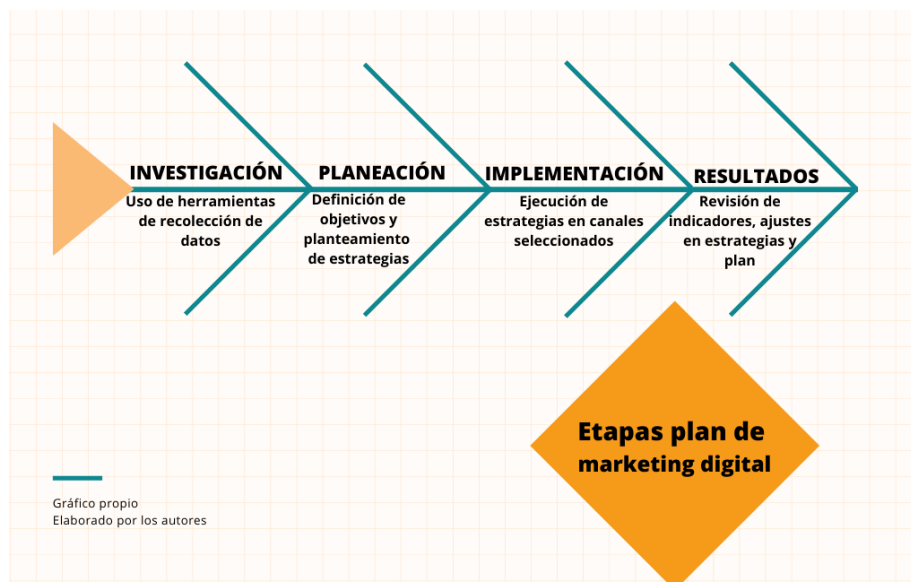 INVESTIGACIÓN
Uso de herramientas
de recolección de
datos
PLANEACIÓN
Definición de
objetivos y
planteamiento
de estrategias
IMPLEMENTACIÓN
Ejecución de
estrategias en canales
seleccionados
RESULTADOS
Revisión de
indicadores, ajustes
en estrategias y
plan
Etapas plan de
marketing digital
Gráfico propio
Elaborado por los autores